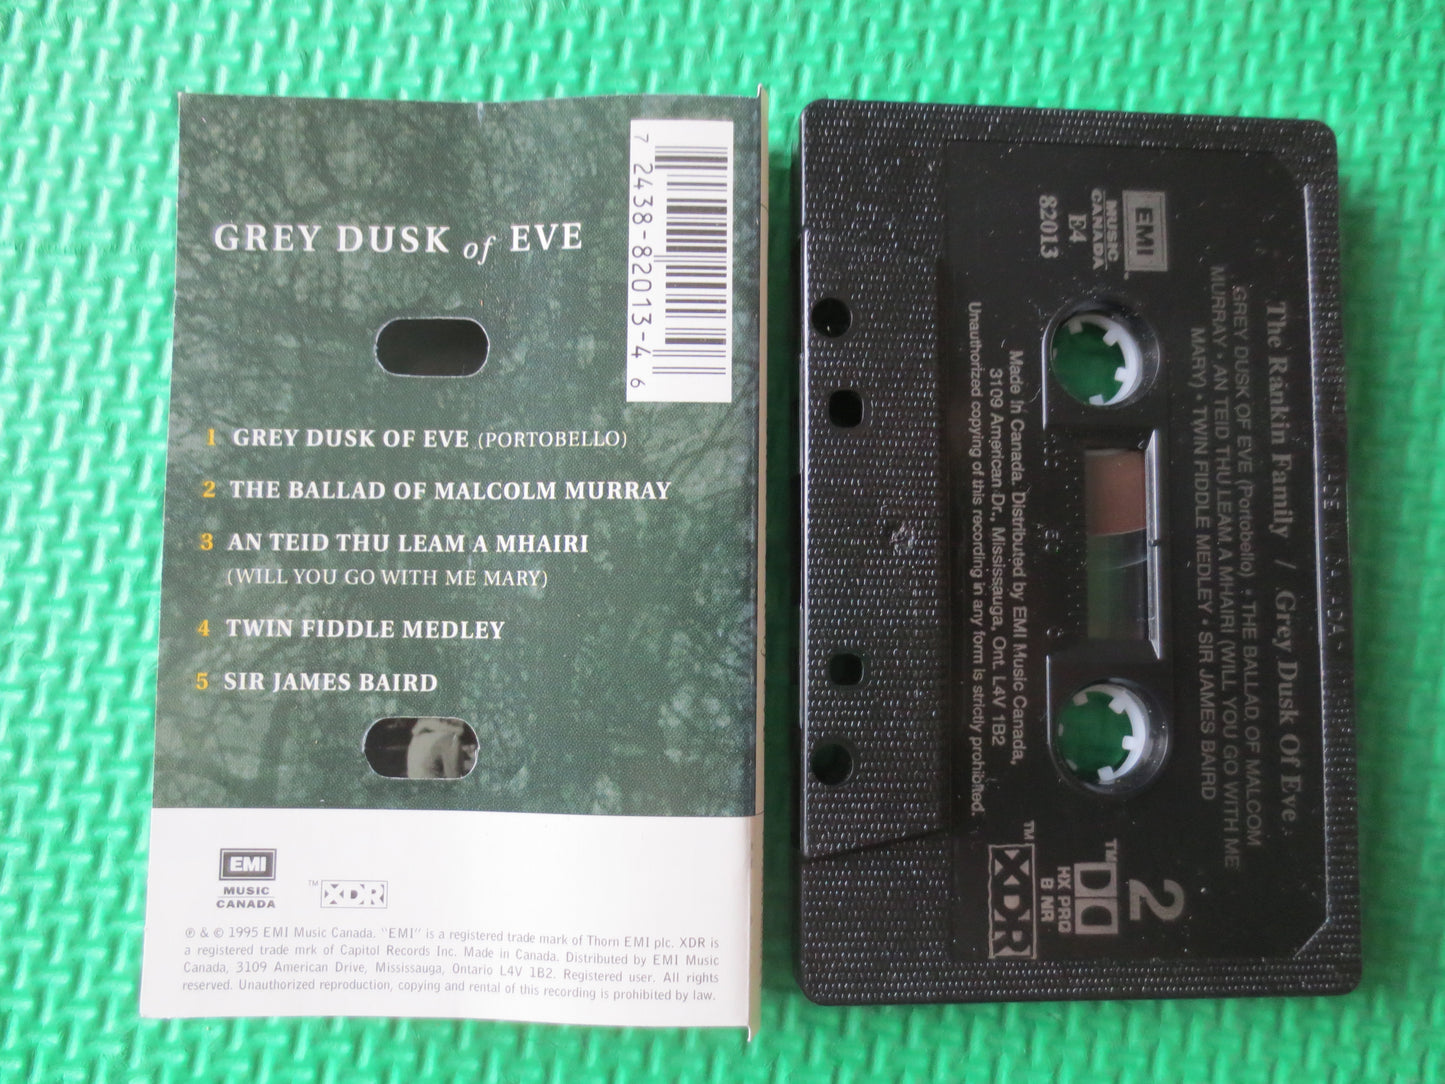 GREY DUSK of EVE
7 2438-82013-4 6
1 GREY DUSK OF EVE (PORTOBELLO)
2 THE BALLAD OF MALCOLM MURRAY
3 AN TEID THU LEAM A MHAIRI
(WILL YOU GO WITH ME MARY)
4 TWIN FIDDLE MEDLEY
5 SIR JAMES BAIRD
EMI
MUSIC
CANADA
™XDR
℗ & © 1995 EMI Music Canada. "EMI" is a registered trade mark of Thorn EMI plc. XDR is
a registered trade mrk of Capitol Records Inc. Made in Canada. Distributed by EMI Music
Canada, 3109 American Drive, Mississauga, Ontario L4V 1B2. Registered user. All rights
reserved. Unauthorized reproduction, copying and rental of this recording is prohibited by law.
EMI
MUSIC
CANADA
E4
82013
The Rankin Family / Grey Dusk Of Eve
GREY DUSK OF EVE (Portobello) • THE BALLAD OF MALCOM
MURRAY • AN TEID THU LEAM A MHAIRI (WILL YOU GO WITH ME
MARY) • TWIN FIDDLE MEDLEY • SIR JAMES BAIRD
Made In Canada. Distributed by EMI Music Canada,
3109 American Dr., Mississauga, Ont. L4V 1B2
Unauthorized copying of this recording in any form is strictly prohibited.
2
™
HX PRO
B NR
™XDR
MADE IN CANADA